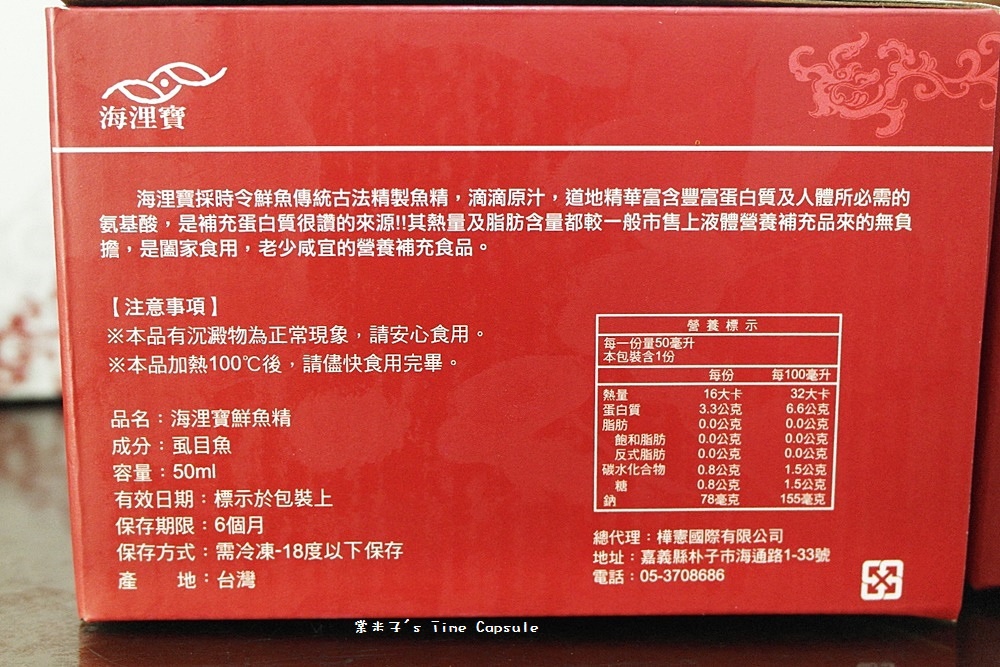 海浬寶
海浬寶採時令鮮魚傳統古法精製魚精，滴滴原汁，道地精華富含豐富蛋白質及人體所必需的
氨基酸，是補充蛋白質很讚的來源!!其熱量及脂肪含量都較一般市售上液體營養補充品來的無負
擔，是闔家食用，老少咸宜的營養補充食品。
【注意事項】
※本品有沉澱物為正常現象，請安心食用。
※本品加熱100℃後，請儘快食用完畢。
品名：海浬寶鮮魚精
成分：虱目魚
容量：50ml
有效日期：標示於包裝上
保存期限：6個月
保存方式：需冷凍-18度以下保存
產 地：台灣
營養標示
每一份量50毫升
本包裝含1份
每份 每100毫升
熱量 16大卡 32大卡
蛋白質 3.3公克 6.6公克
脂肪 0.0公克 0.0公克
飽和脂肪 0.0公克 0.0公克
反式脂肪 0.0公克 0.0公克
碳水化合物 0.8公克 1.5公克
糖 0.8公克 1.5公克
鈉 78毫克 155毫克
總代理：樺憲國際有限公司
地址：嘉義縣朴子市海通路1-33號
電話：05-3708686
葉米子's Time Capsule